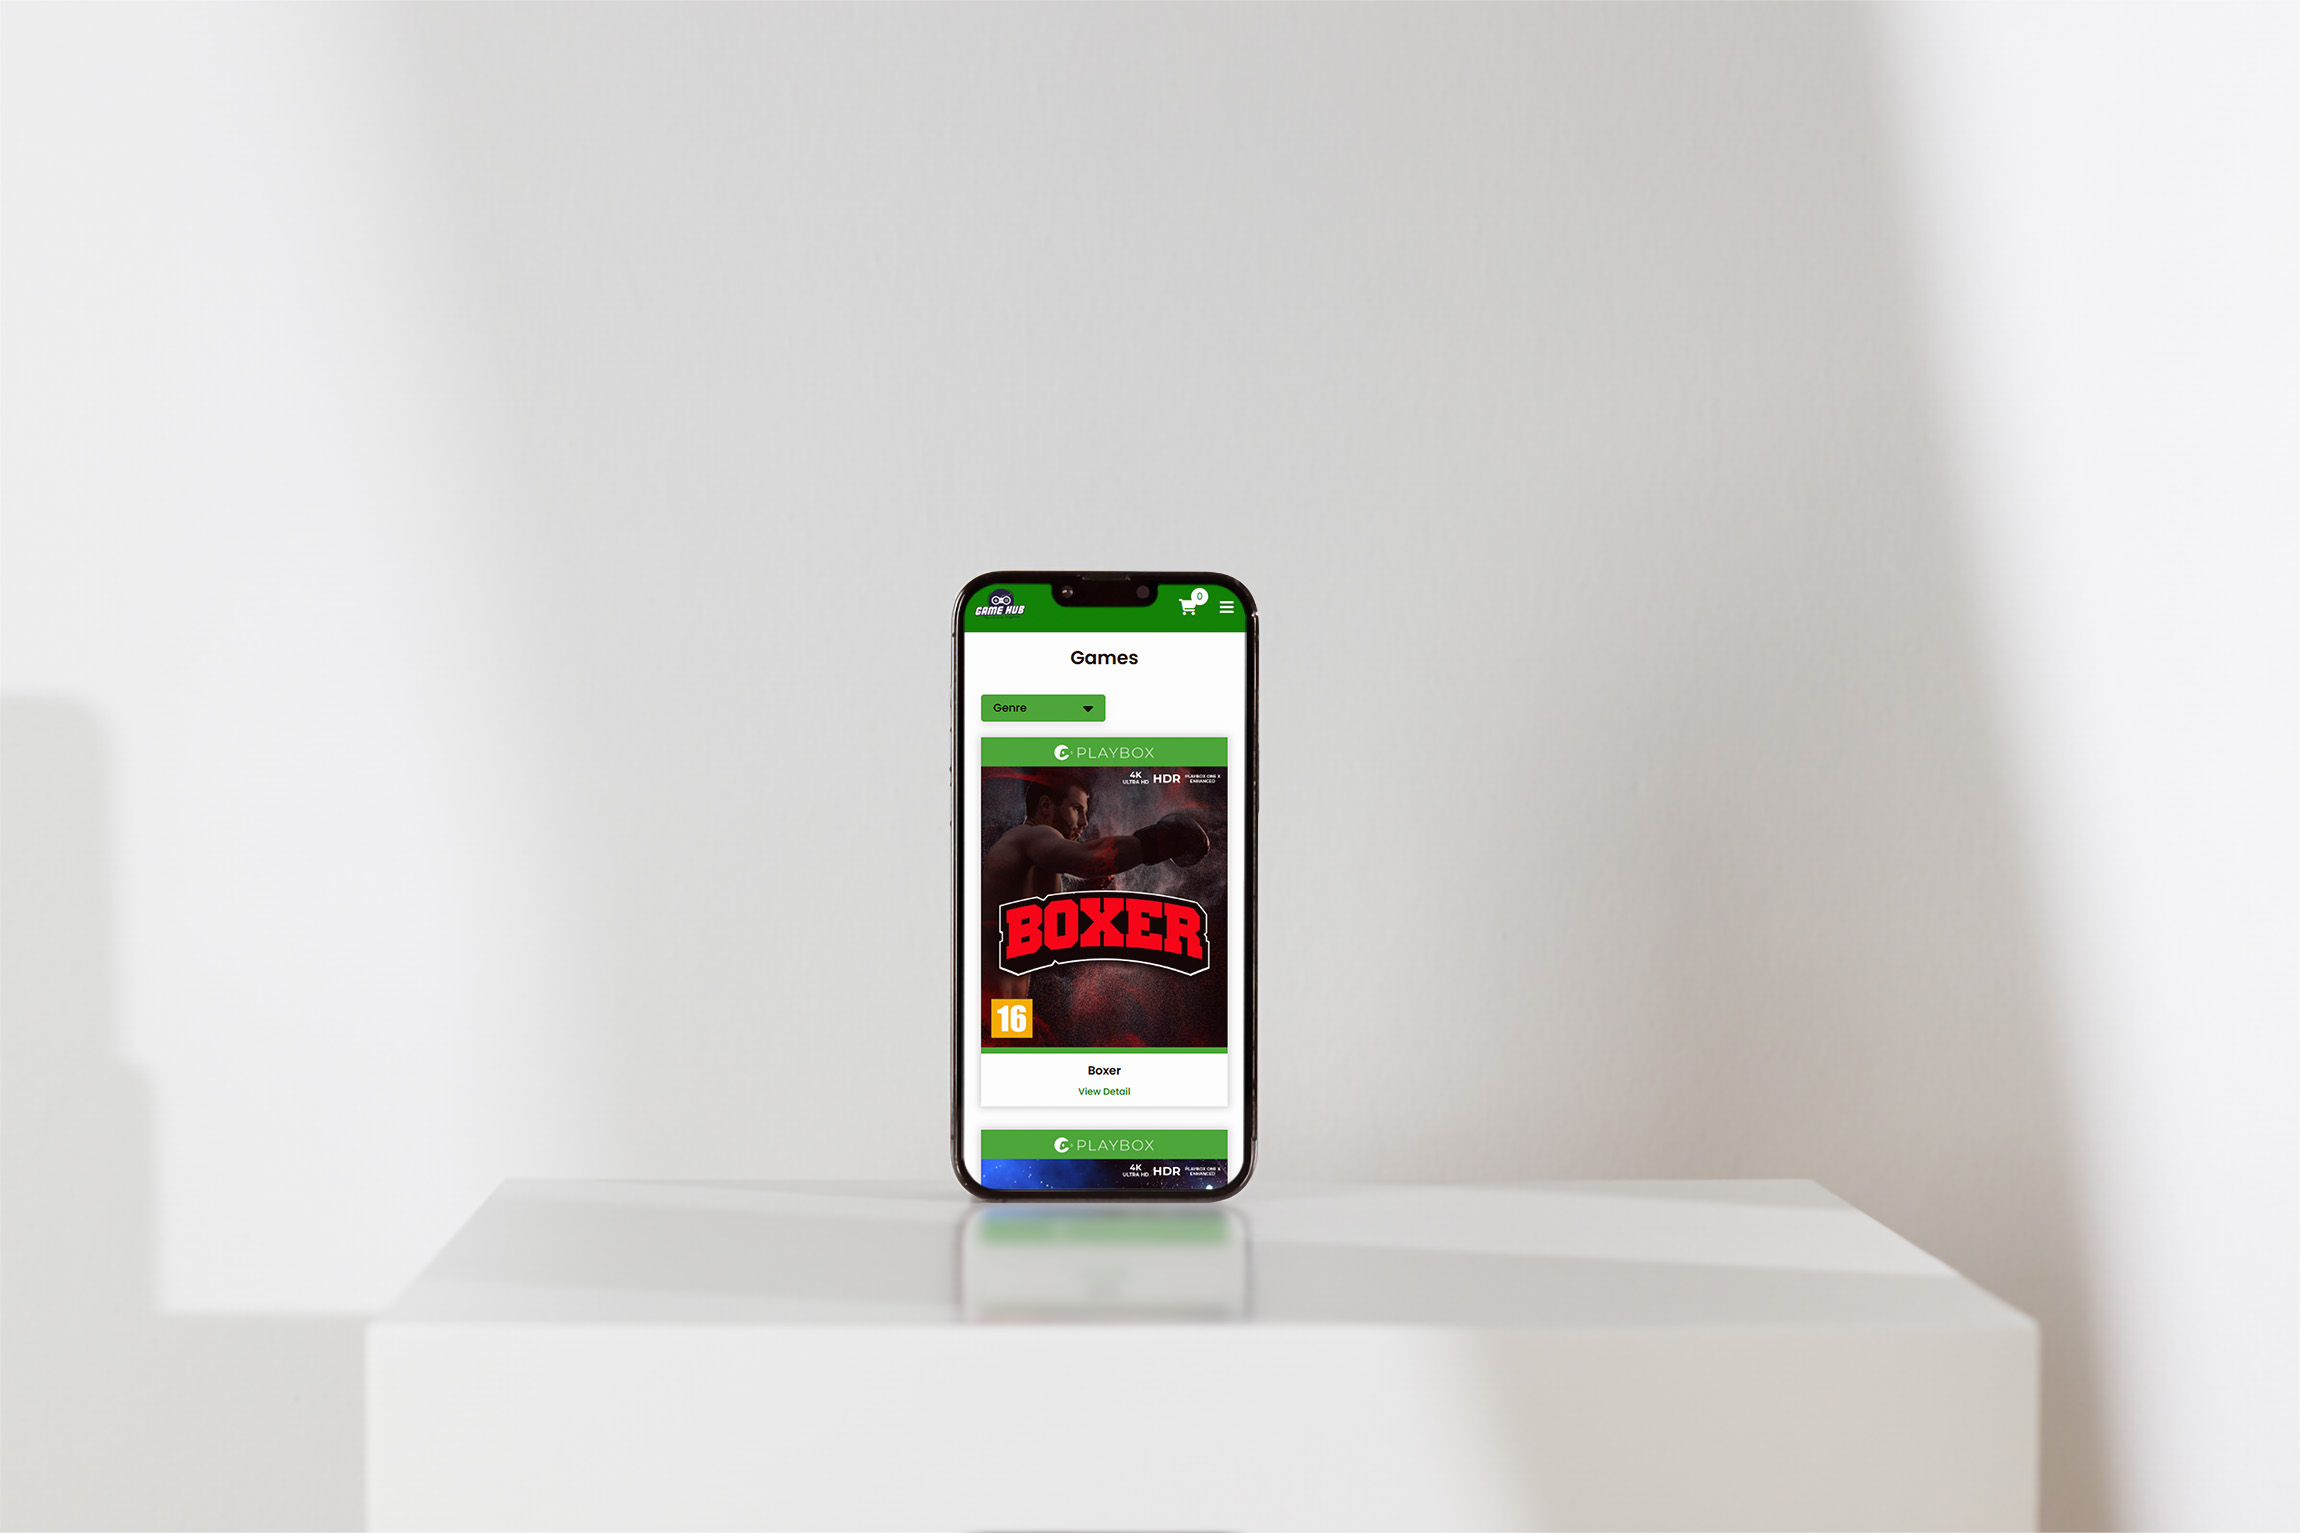 GAME HUB
0
Games
Genre
PLAYBOX
4K
ULTRA HD
HDR
PLAYBOX ONE X
ENHANCED
BOXER
16
Boxer
View Detail
PLAYBOX
4K
ULTRA HD
HDR
PLAYBOX ONE X
ENHANCED